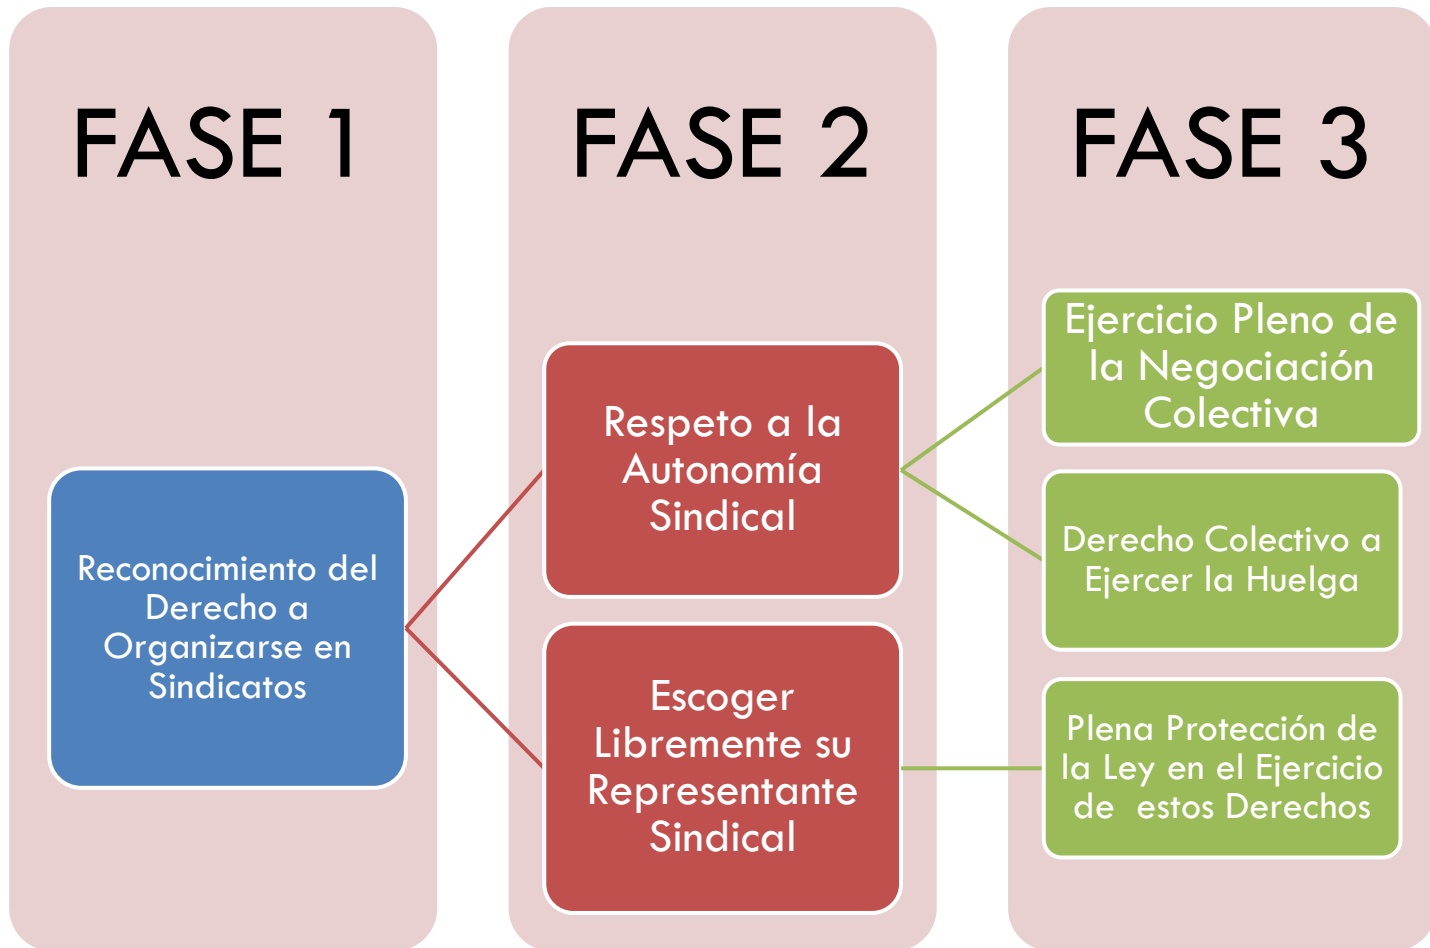 FASE 1
FASE 2
FASE 3
Reconocimiento del
Derecho a
Organizarse en
Sindicatos
Respeto a la
Autonomía
Sindical
Escoger
Libremente su
Representante
Sindical
Ejercicio Pleno de
la Negociación
Colectiva
Derecho Colectivo a
Ejercer la Huelga
Plena Protección de
la Ley en el Ejercicio
de  estos Derechos